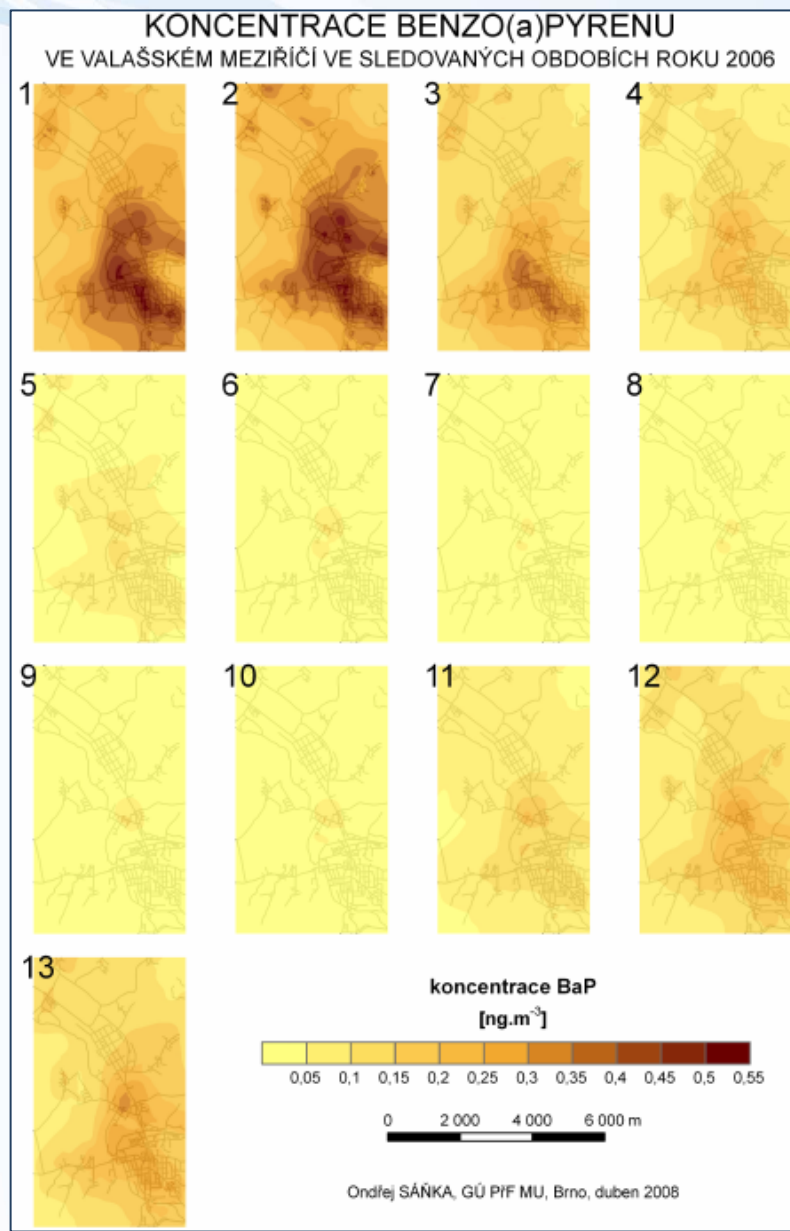 KONCENTRACE BENZO(a)PYRENU
VE VALAŠSKÉM MEZIŘÍČÍ VE SLEDOVANÝCH OBDOBÍCH ROKU 2006
1 2 3 4
5 6 7 8
9 10 11 12
13
koncentrace BaP
[ng.m⁻³]
0,05 0,1 0,15 0,2 0,25 0,3 0,35 0,4 0,45 0,5 0,55
0 2 000 4 000 6 000 m
Ondřej SÁŇKA, GÚ PřF MU, Brno, duben 2008